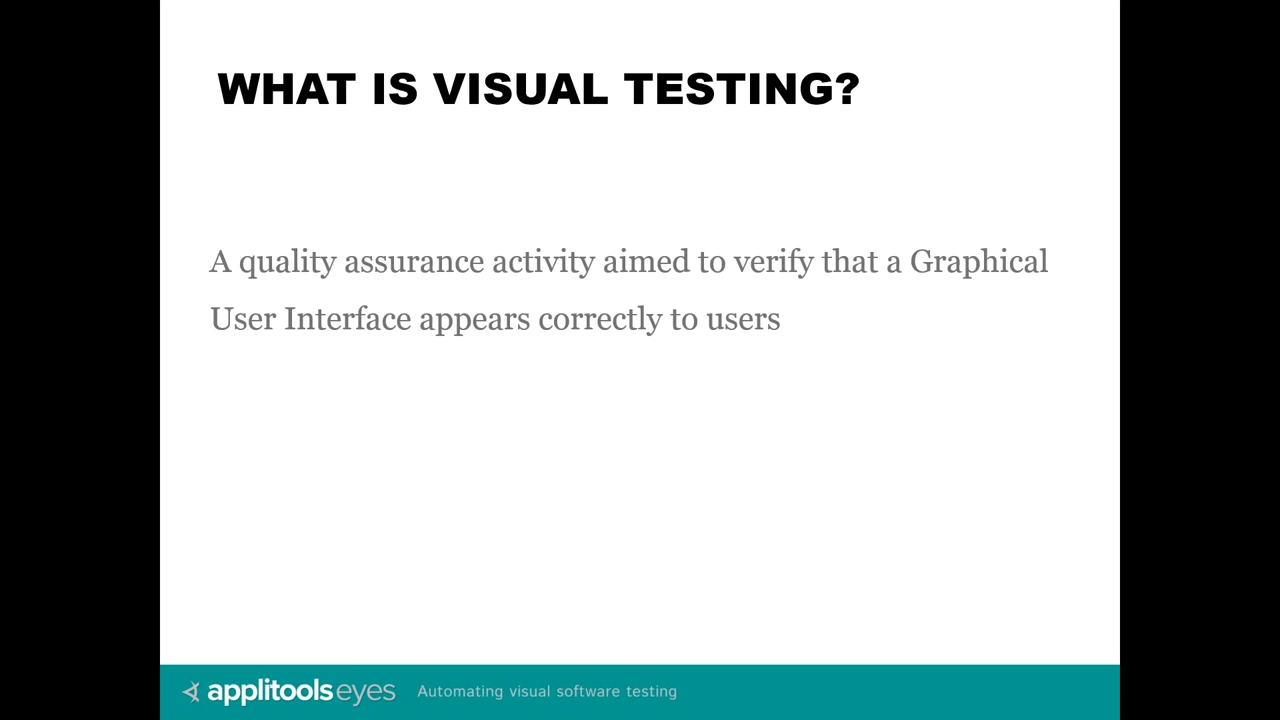 WHAT IS VISUAL TESTING?
A quality assurance activity aimed to verify that a Graphical
User Interface appears correctly to users
applitools eyes Automating visual software testing